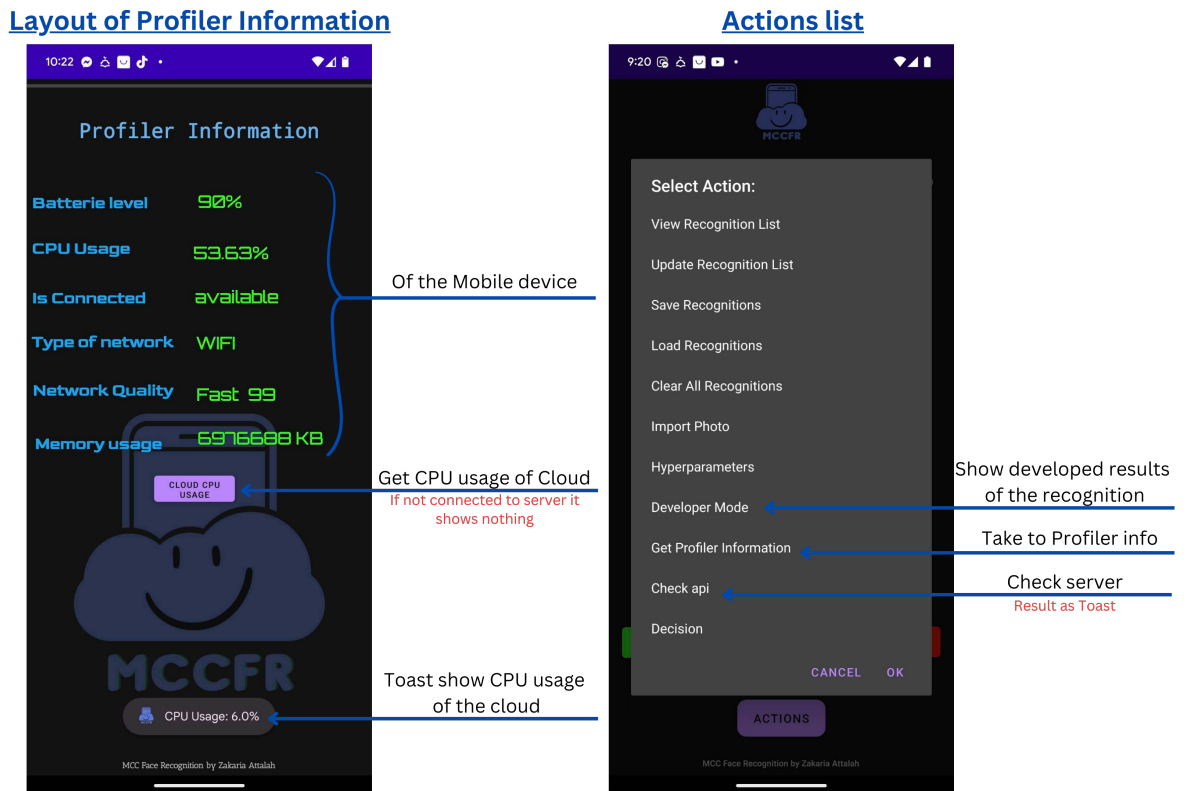 Layout of Profiler Information
10:22
Profiler Information
Batterie level 90%
CPU Usage 53.63%
Is Connected available
Type of network WIFI
Network Quality Fast 99
Memory usage 6976688 KB
CLOUD CPU
USAGE
MCCFR
CPU Usage: 6.0%
MCC Face Recognition by Zakaria Attalah
Of the Mobile device
Get CPU usage of Cloud
If not connected to server it
shows nothing
Toast show CPU usage
of the cloud
Actions list
9:20
MCCFR
Select Action:
View Recognition List
Update Recognition List
Save Recognitions
Load Recognitions
Clear All Recognitions
Import Photo
Hyperparameters
Developer Mode
Get Profiler Information
Check api
Decision
CANCEL OK
ACTIONS
MCC Face Recognition by Zakaria Attalah
Show developed results
of the recognition
Take to Profiler info
Check server
Result as Toast